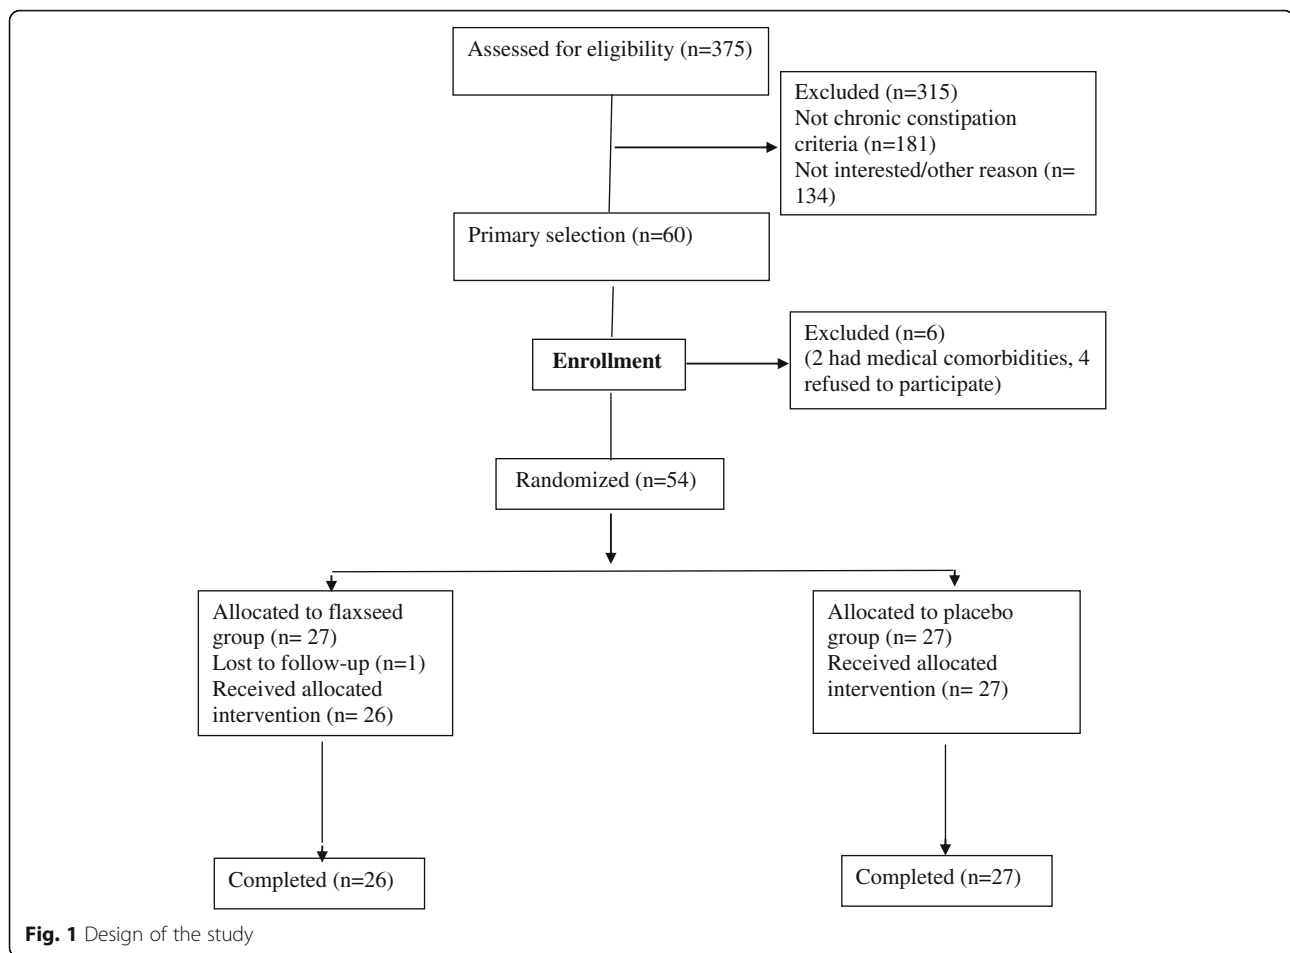 Assessed for eligibility (n=375)
Excluded (n=315)
Not chronic constipation
criteria (n=181)
Not interested/other reason (n=
134)
Primary selection (n=60)
Enrollment
Excluded (n=6)
(2 had medical comorbidities, 4
refused to participate)
Randomized (n=54)
Allocated to flaxseed
group (n= 27)
Lost to follow-up (n=1)
Received allocated
intervention (n= 26)
Allocated to placebo
group (n= 27)
Received allocated
intervention (n= 27)
Completed (n=26)
Completed (n=27)
Fig. 1 Design of the study